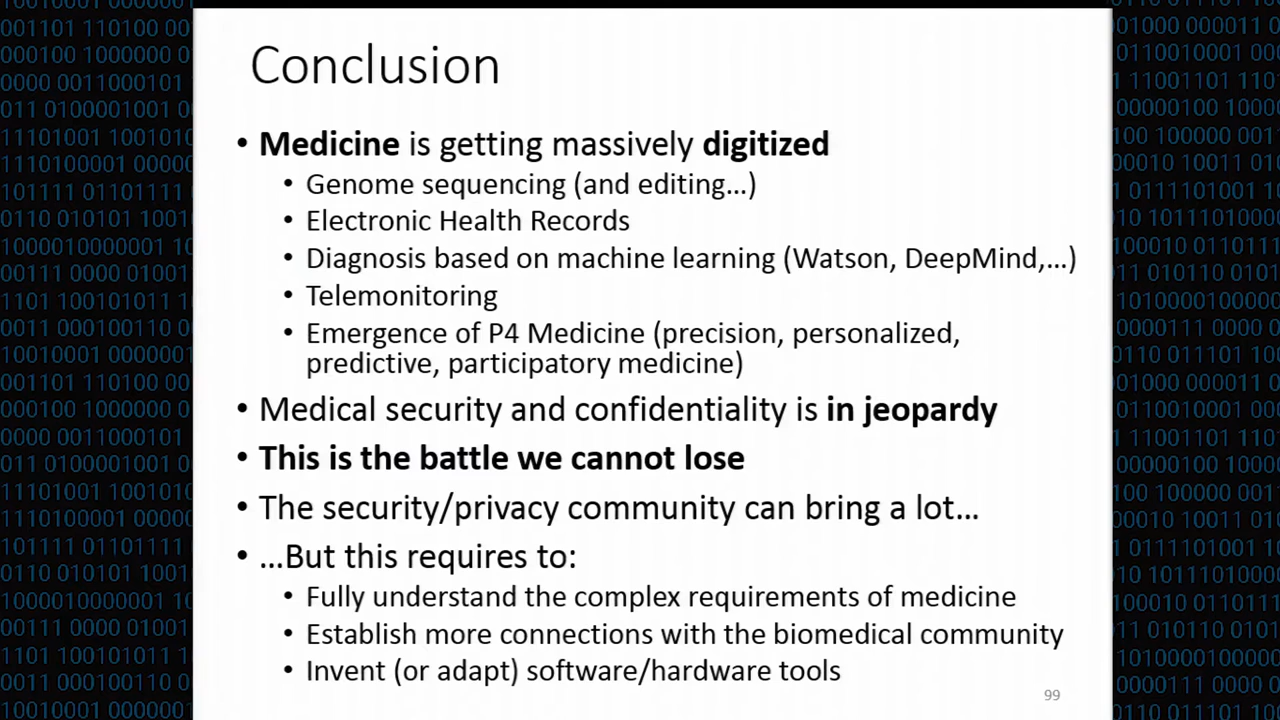 Conclusion
• Medicine is getting massively digitized
• Genome sequencing (and editing…)
• Electronic Health Records
• Diagnosis based on machine learning (Watson, DeepMind,…)
• Telemonitoring
• Emergence of P4 Medicine (precision, personalized,
predictive, participatory medicine)
• Medical security and confidentiality is in jeopardy
• This is the battle we cannot lose
• The security/privacy community can bring a lot…
• …But this requires to:
• Fully understand the complex requirements of medicine
• Establish more connections with the biomedical community
• Invent (or adapt) software/hardware tools
99